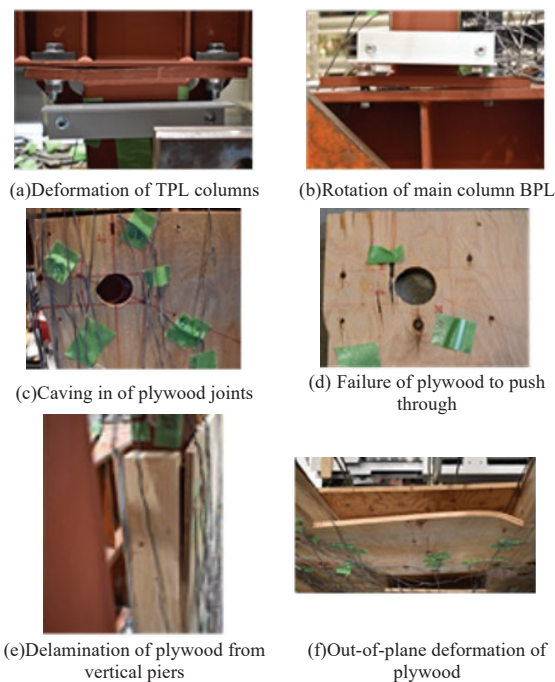 (a)Deformation of TPL columns
(b)Rotation of main column BPL
(c)Caving in of plywood joints
(d) Failure of plywood to push
through
(e)Delamination of plywood from
vertical piers
(f)Out-of-plane deformation of
plywood